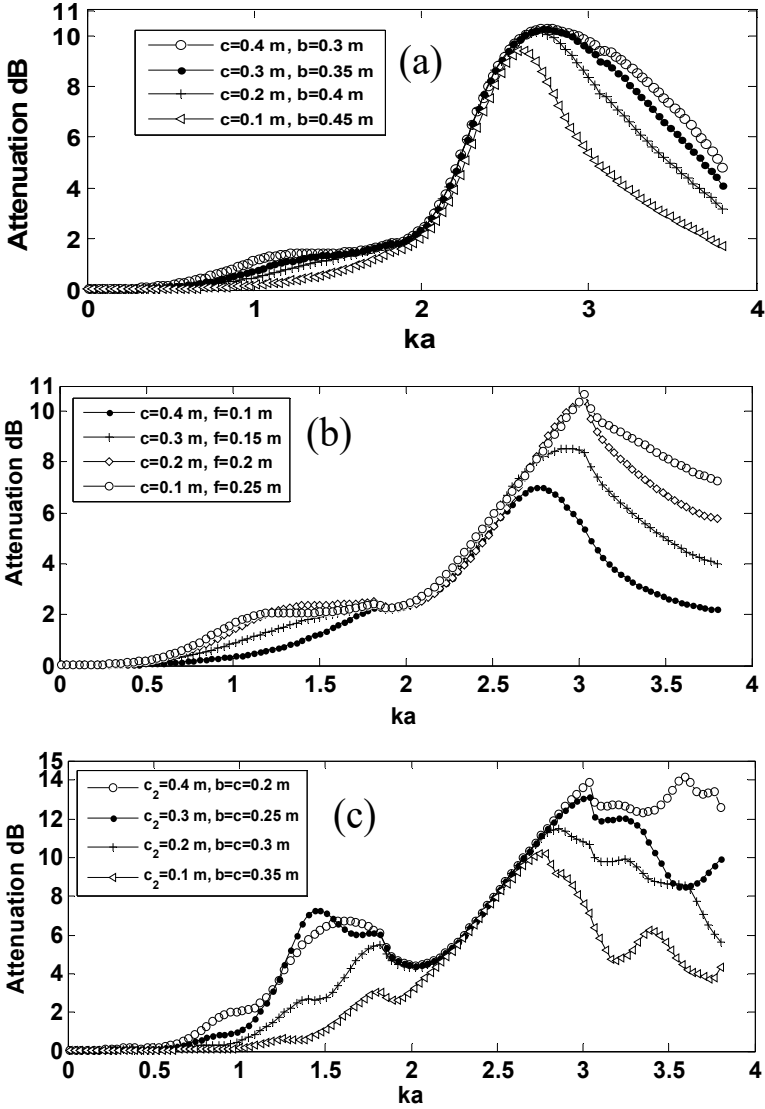 11
10
8
6
4
2
0
Attenuation dB
c=0.4 m , b=0.3 m
c=0.3 m, b=0.35 m
c=0.2 m , b=0.4 m
c=0.1 m , b=0.45 m
(a)
0 1 2 3 4
ka
11
10
8
6
4
2
0
Attenuation dB
c=0.4 m, f=0.1 m
c=0.3 m, f=0.15 m
c=0.2 m, f=0.2 m
c=0.1 m, f=0.25 m
(b)
0 0.5 1 1.5 2 2.5 3 3.5 4
ka
15
14
12
10
8
6
4
2
0
Attenuation dB
c2=0.4 m, b=c=0.2 m
c2=0.3 m, b=c=0.25 m
c2=0.2 m, b=c=0.3 m
c2=0.1 m, b=c=0.35 m
(c)
0 0.5 1 1.5 2 2.5 3 3.5 4
ka